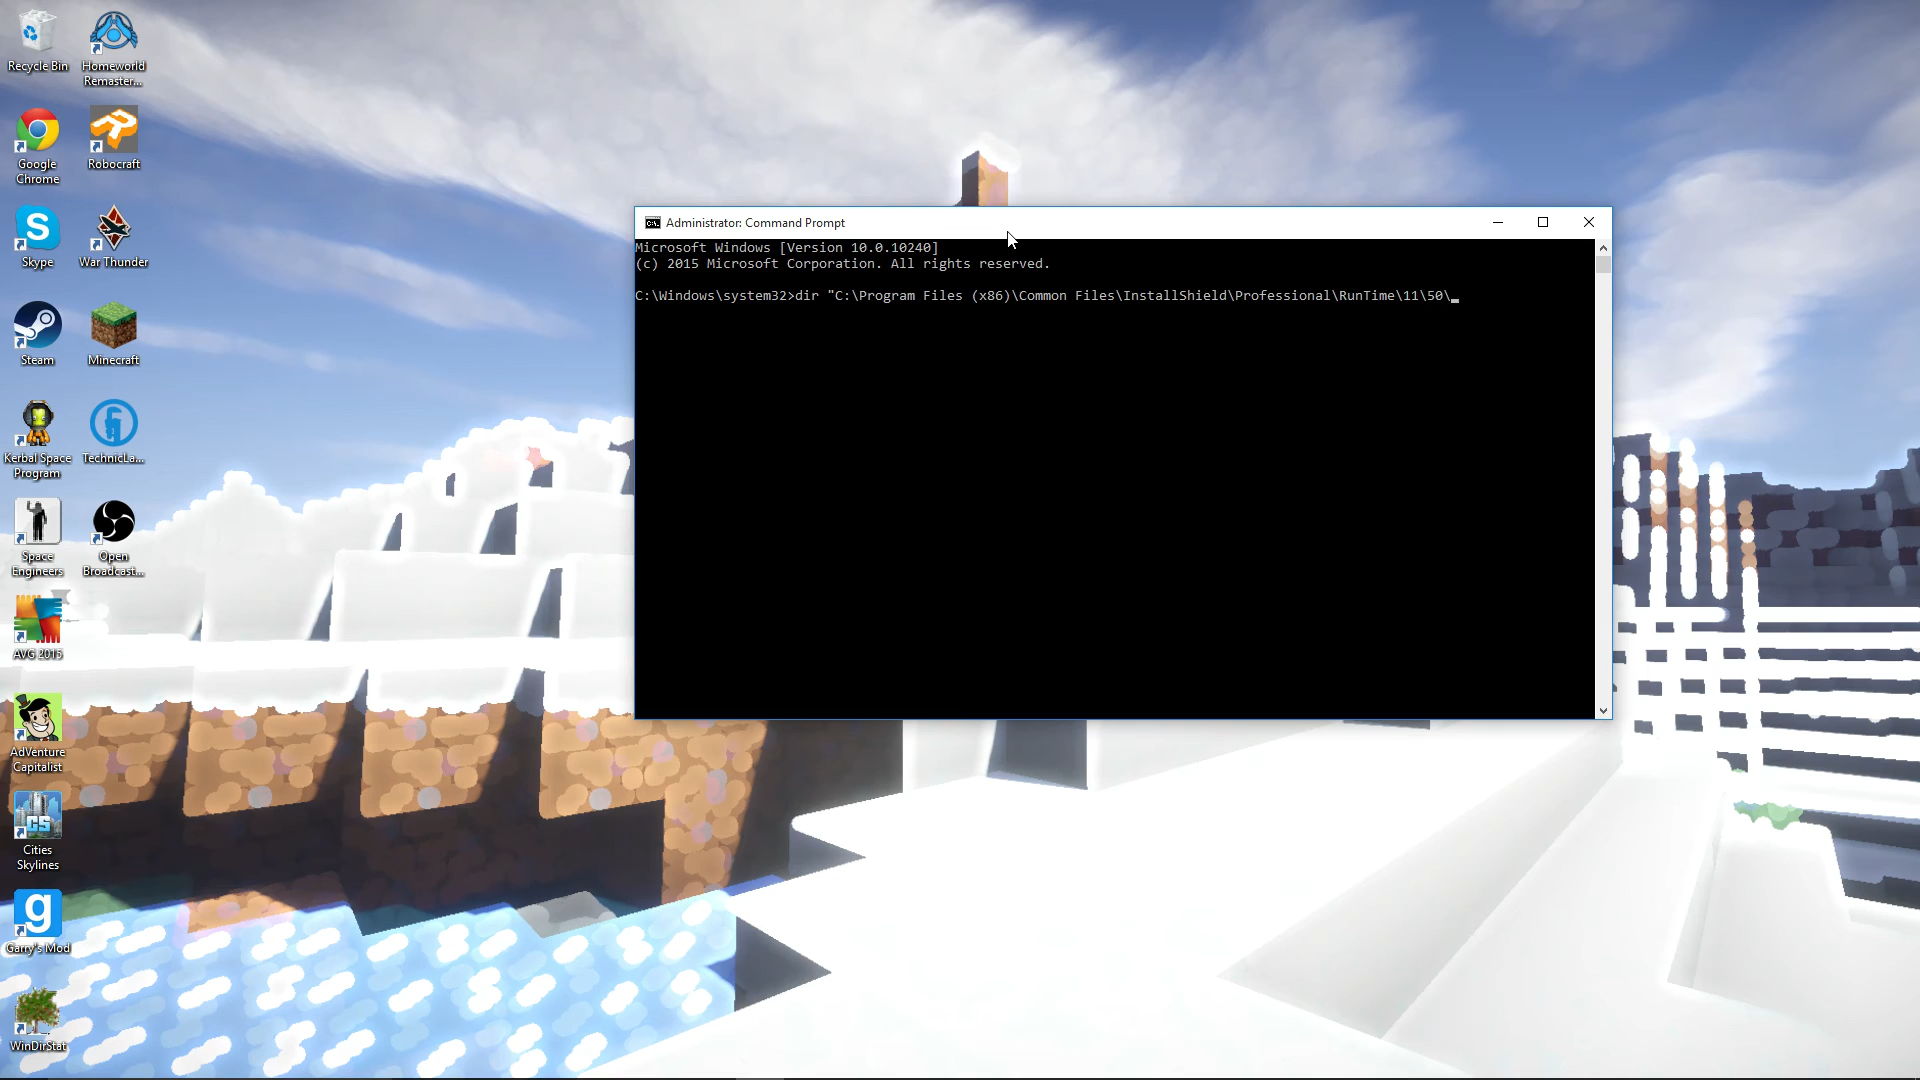 Recycle Bin
Homeworld
Remaster...
Google
Chrome
Robocraft
Skype
War Thunder
Steam
Minecraft
Kerbal Space
Program
TechnicLa...
Space
Engineers
Open
Broadcast...
AVG 2015
AdVenture
Capitalist
CS
Cities
Skylines
g
Garry's Mod
WinDirStat
Administrator: Command Prompt
Microsoft Windows [Version 10.0.10240]
(c) 2015 Microsoft Corporation. All rights reserved.
C:\Windows\system32>dir "C:\Program Files (x86)\Common Files\InstallShield\Professional\RunTime\11\50\_